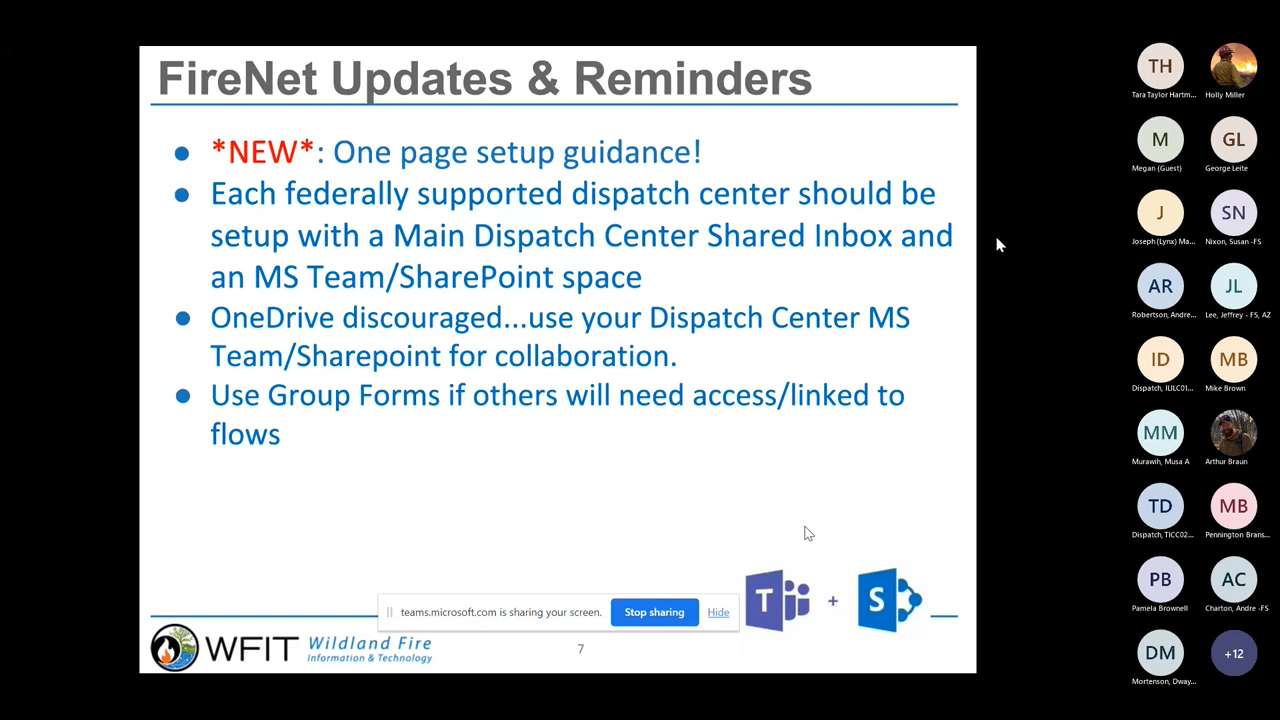 FireNet Updates & Reminders
*NEW*: One page setup guidance!
Each federally supported dispatch center should be
setup with a Main Dispatch Center Shared Inbox and
an MS Team/SharePoint space
OneDrive discouraged...use your Dispatch Center MS
Team/Sharepoint for collaboration.
Use Group Forms if others will need access/linked to
flows
teams.microsoft.com is sharing your screen.
Stop sharing
Hide
T
+
S
WFIT
Wildland Fire
Information & Technology
7
TH
Tara Taylor Hartm...
Holly Miller
M
GL
Megan (Guest)
George Leite
J
SN
Joseph (Lynx) Ma...
Nixon, Susan -FS
AR
JL
Robertson, Andre...
Lee, Jeffrey - FS, AZ
ID
MB
Dispatch, ILILC01...
Mike Brown
MM
Murawih, Musa A
Arthur Braun
TD
MB
Dispatch, TICC02...
Pennington Brans...
PB
AC
Pamela Brownell
Charton, Andre -FS
DM
+12
Mortenson, Dway...